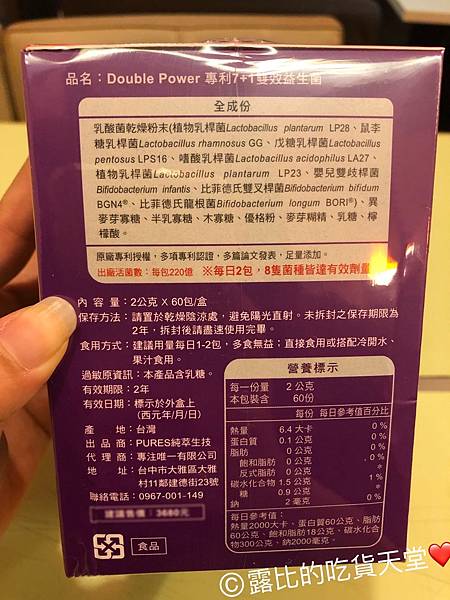 品名：Double Power 專利7+1雙效益生菌
全成份
乳酸菌乾燥粉末(植物乳桿菌Lactobacillus plantarum LP28、鼠李
糖乳桿菌Lactobacillus rhamnosus GG、戊糖乳桿菌Lactobacillus
pentosus LPS16、嗜酸乳桿菌Lactobacillus acidophilus LA27、
植物乳桿菌Lactobacillus plantarum LP23、嬰兒雙歧桿菌
Bifidobacterium infantis、比菲德氏雙叉桿菌Bifidobacterium bifidum
BGN4®、比菲德氏龍根菌Bifidobacterium longum BORI®)、異
麥芽寡糖、半乳寡糖、木寡糖、優格粉、麥芽糊精、乳糖、檸
檬酸。
原廠專利授權，多項專利認證，多篇論文發表，足量添加。
出廠活菌數：每包220億 ※每日2包，8隻菌種皆達有效劑量
內 容 量：2公克 X 60包/盒
保存方法：請置於乾燥陰涼處，避免陽光直射。未拆封之保存期限為
2年，拆封後請盡速使用完畢。
食用方式：建議用量每日1-2包，多食無益；直接食用或搭配冷開水、
果汁食用。
過敏原資訊：本產品含乳糖。
有效期限：2年
有效日期：標示於外盒上
(西元年/月/日)
產 地：台灣
出 品 商：PURES純萃生技
代 理 商：專注唯一有限公司
地 址：台中市大雅區大雅
村11鄰建德街23號
聯絡電話：0967-001-149
建議售價：3680元
食品
營養標示
每一份量 2 公克
本包裝含 60份
每份 每日參考值百分比
熱量 6.4 大卡 0 %
蛋白質 0.1 公克 0 %
脂肪 0 公克 0 %
飽和脂肪 0 公克 0 %
反式脂肪 0 公克 *
碳水化合物 1.5 公克 1 %
糖 0.9 公克 *
鈉 2 毫克 0 %
每日參考值：
熱量2000大卡、蛋白質60公克、脂肪
60公克、飽和脂肪18公克、碳水化
合物300公克、鈉2000毫克。
©露比的吃貨天堂❤